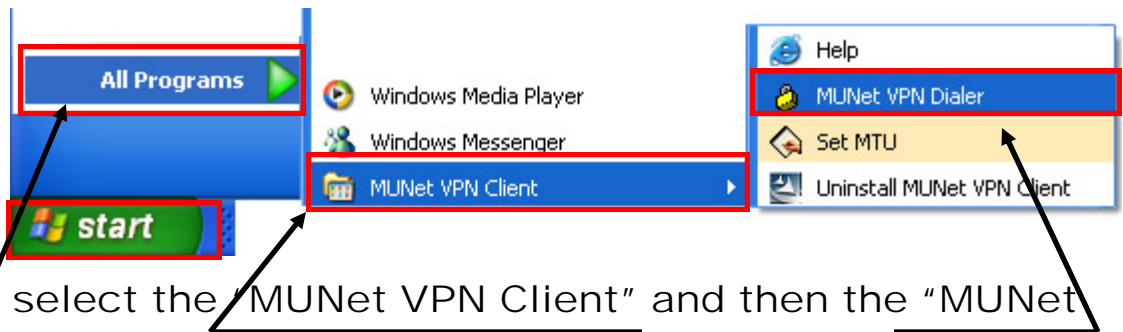 All Programs
start
Windows Media Player
Windows Messenger
MUNet VPN Client
Help
MUNet VPN Dialer
Set MTU
Uninstall MUNet VPN Client
select the “MUNet VPN Client” and then the “MUNet